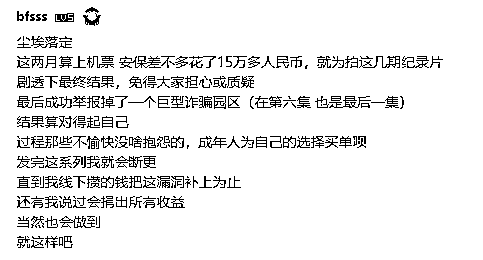 bfsss LV5
尘埃落定
这两月算上机票 安保差不多花了15万多人民币，就为拍这几期纪录片
剧透下最终结果，免得大家担心或质疑
最后成功举报掉了一个巨型诈骗园区（在第六集 也是最后一集）
结果算对得起自己
过程那些不愉快没啥抱怨的，成年人为自己的选择买单呗
发完这系列我就会断更
直到我线下攒的钱把这漏洞补上为止
还有我说过会捐出所有收益
当然也会做到
就这样吧